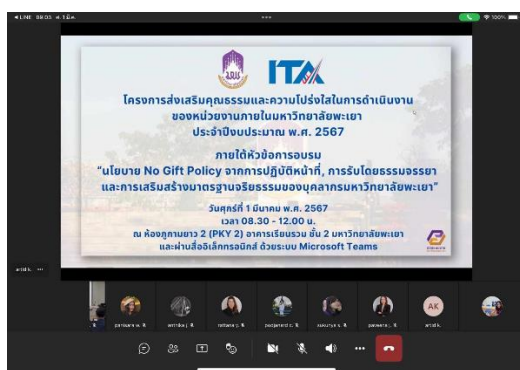 LINE 08:03 ศ. 1 มี.ค.
100%
ITA
โครงการส่งเสริมคุณธรรมและความโปร่งใสในการดำเนินงาน
ของหน่วยงานภายในมหาวิทยาลัยพะเยา
ประจำปีงบประมาณ พ.ศ. 2567
ภายใต้หัวข้อการอบรม
"นโยบาย No Gift Policy จากการปฏิบัติหน้าที่, การรับโดยธรรมจรรยา
และการเสริมสร้างมาตรฐานจริยธรรมของบุคลากรมหาวิทยาลัยพะเยา"
วันศุกร์ที่ 1 มีนาคม พ.ศ. 2567
เวลา 08.30 - 12.00 น.
ณ ห้องภูกามยาว 2 (PKY 2) อาคารเรียนรวม ชั้น 2 มหาวิทยาลัยพะเยา
และผ่านสื่ออิเล็กทรอนิกส์ ด้วยระบบ Microsoft Teams
artid k.
AK
panisara w.
rattana j.
artid k.